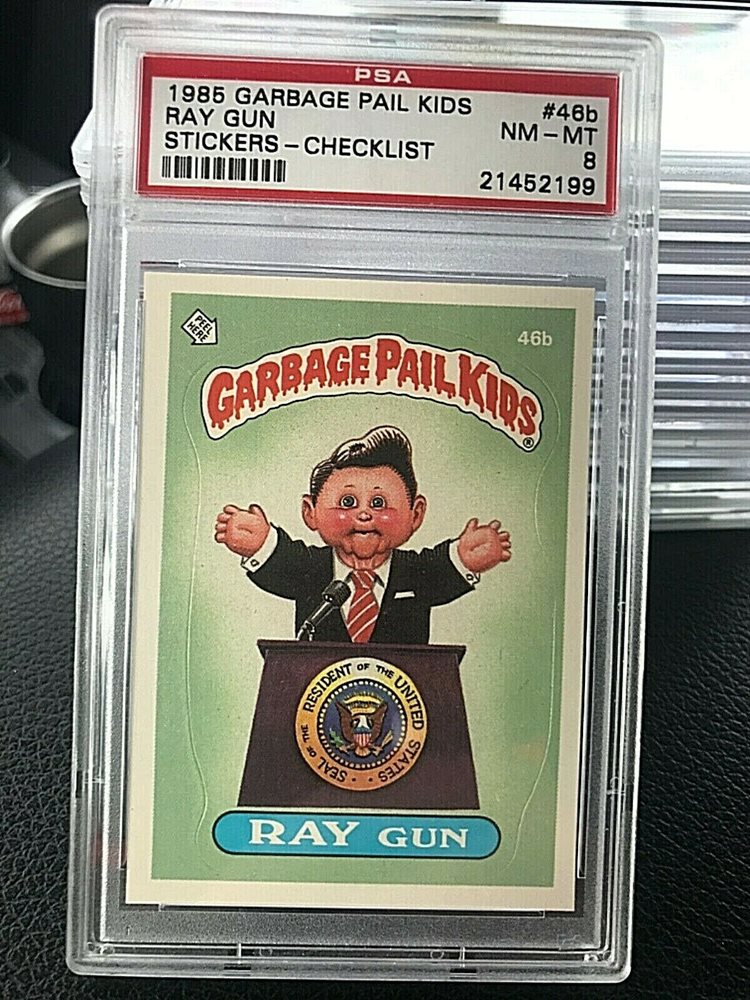 PSA
1985 GARBAGE PAIL KIDS #46b
RAY GUN NM-MT
STICKERS-CHECKLIST 8
21452199
PEEL
HERE
46b
GARBAGE PAIL KIDS®
SEAL OF THE RESIDENT OF THE UNITED STATES
RAY GUN